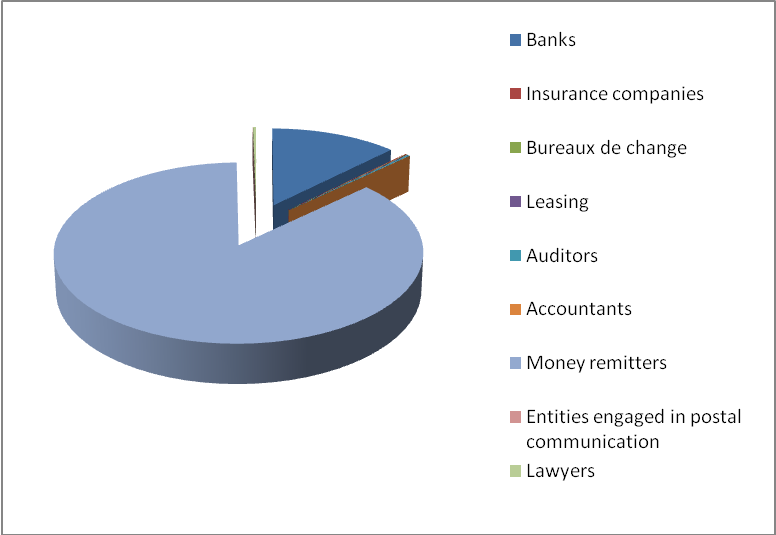 Banks
Insurance companies
Bureaux de change
Leasing
Auditors
Accountants
Money remitters
Entities engaged in postal
communication
Lawyers